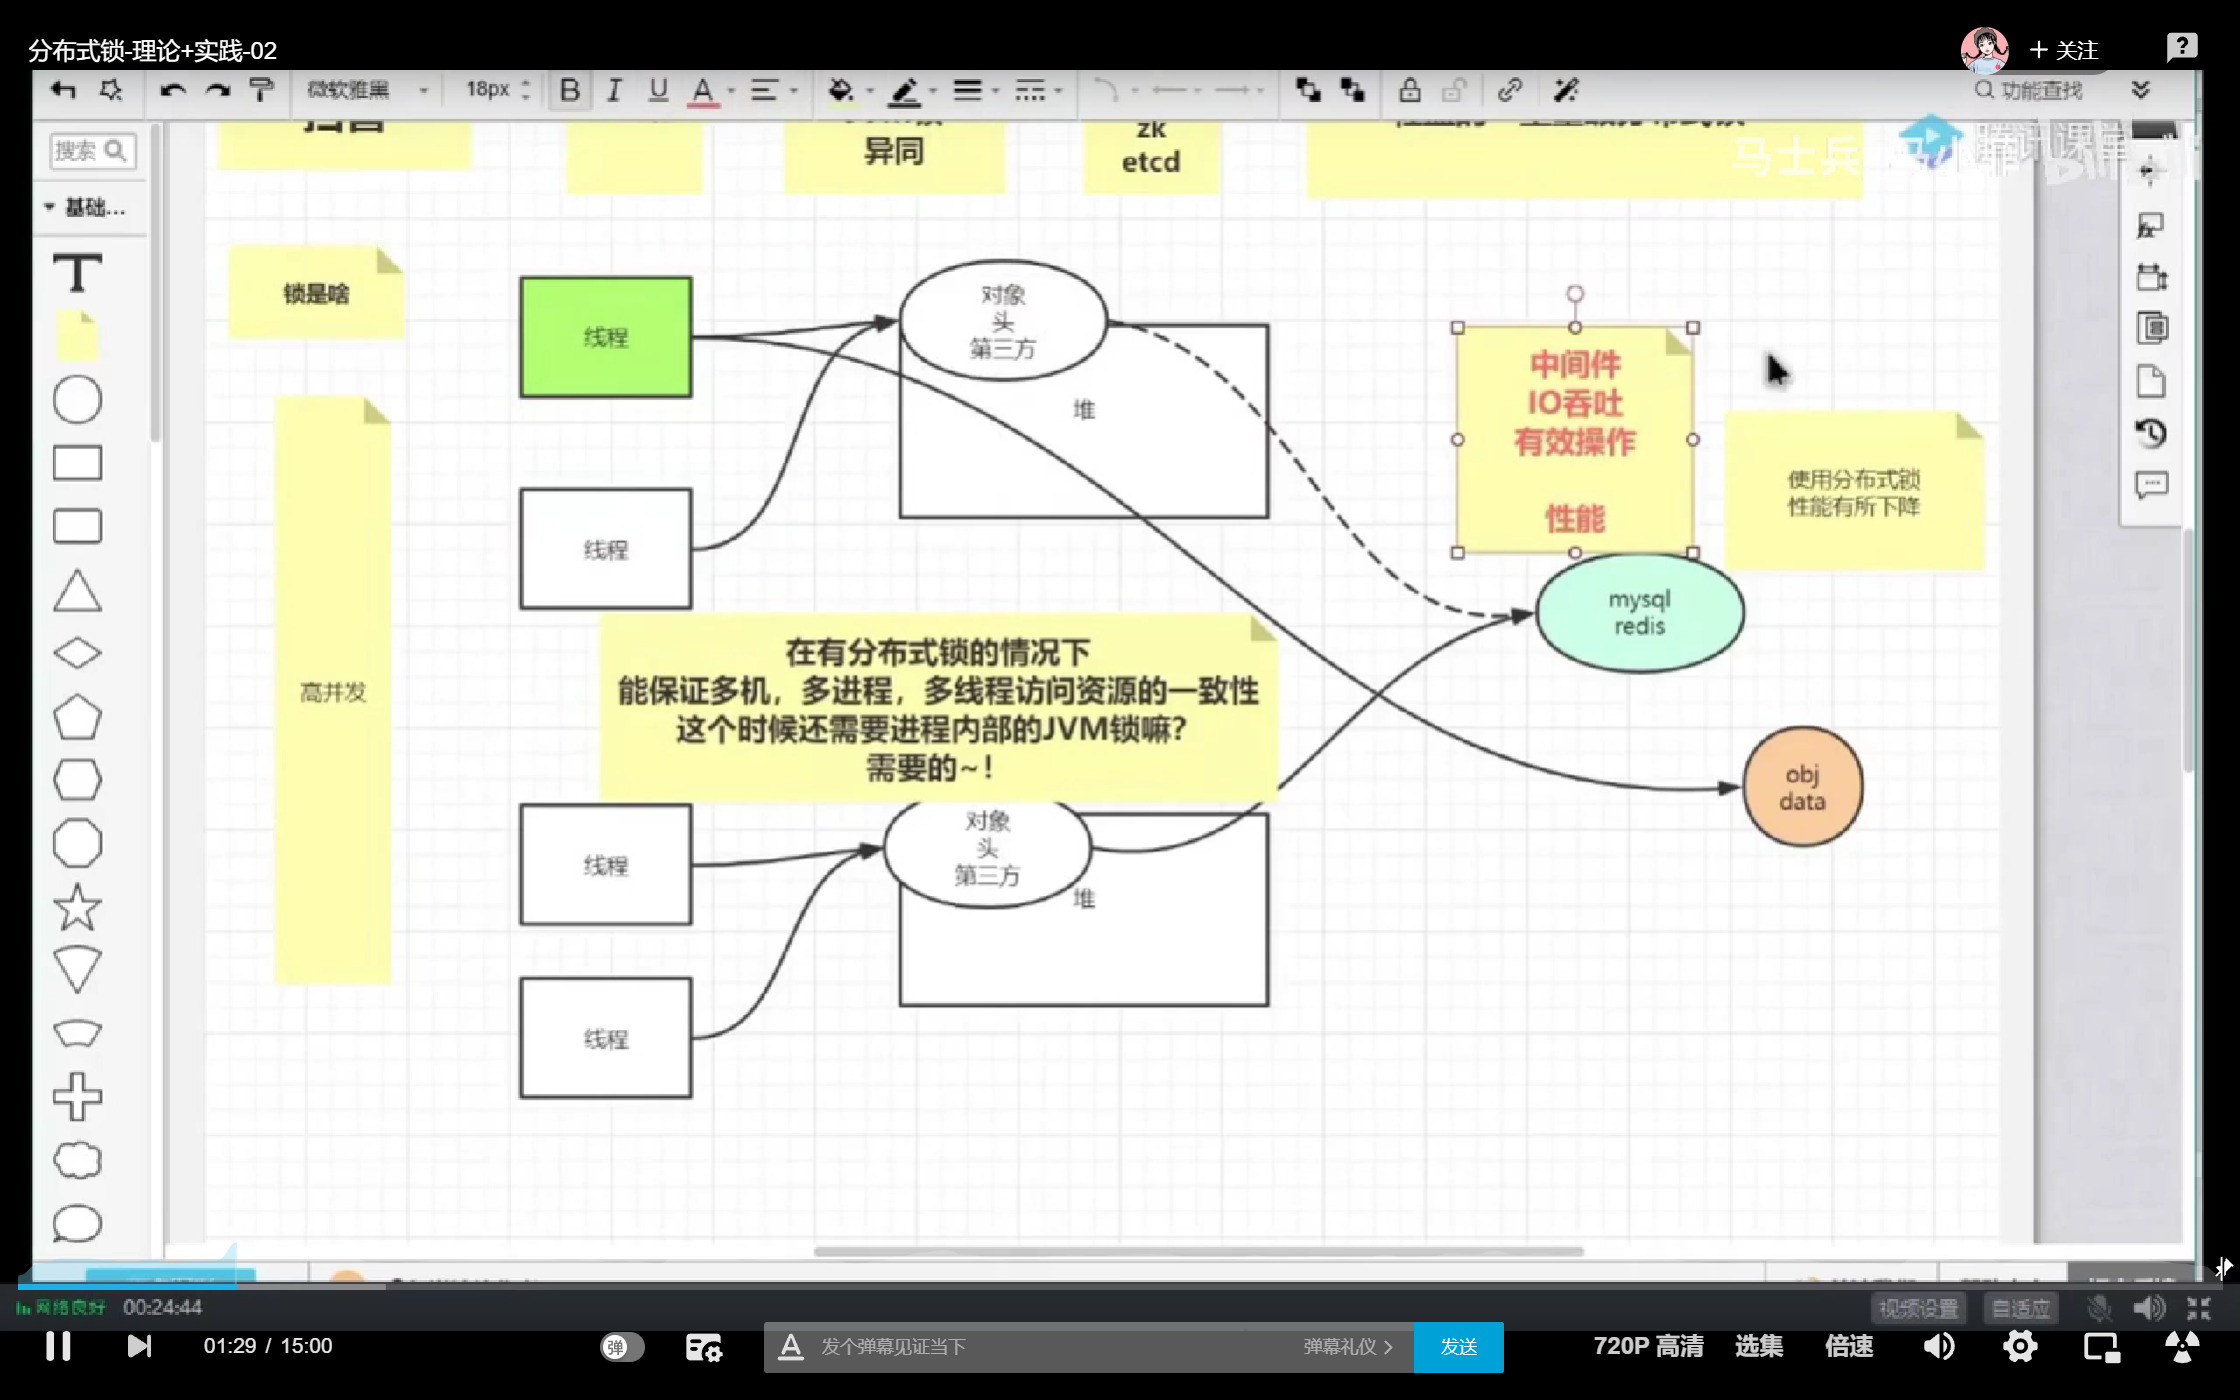 分布式锁-理论+实践-02
+ 关注
微软雅黑
18px
B I U A
功能查找
搜索
基础...
异同
zk
etcd
锁是啥
高并发
线程
对象
头
第三方
堆
线程
中间件
IO吞吐
有效操作
性能
使用分布式锁
性能有所下降
mysql
redis
在有分布式锁的情况下
能保证多机，多进程，多线程访问资源的一致性
这个时候还需要进程内部的JVM锁嘛？
需要的~！
obj
data
线程
对象
头
第三方
堆
线程
网络良好
00:24:44
视频设置
自适应
01:29 / 15:00
弹
发个弹幕见证当下
弹幕礼仪 >
发送
720P 高清
选集
倍速